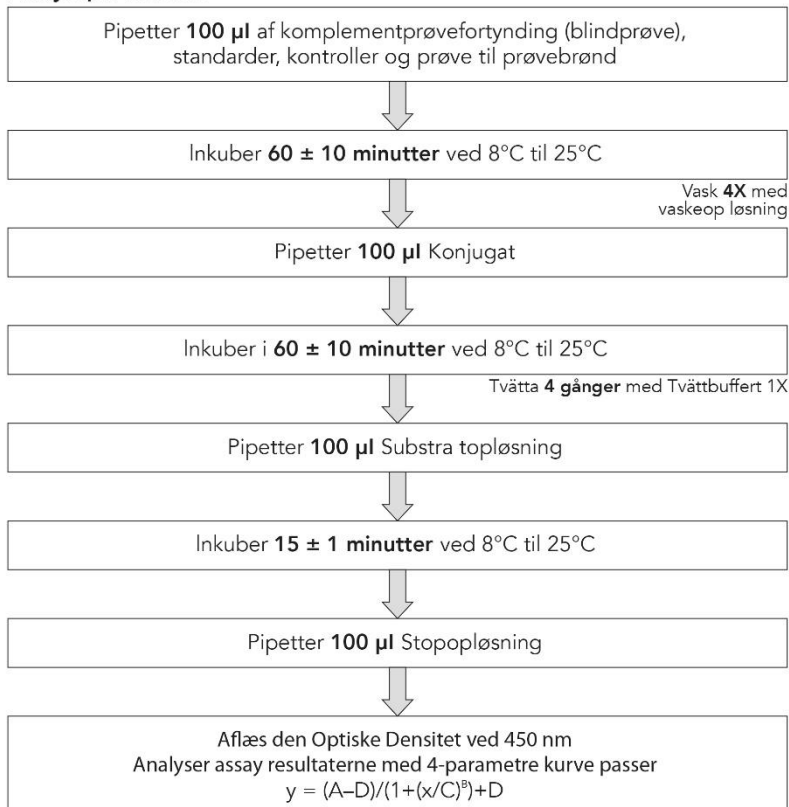 Pipetter 100 µl af komplementprøvefortynding (blindprøve),
standarder, kontroller og prøve til prøvebrønd
Inkuber 60 ± 10 minutter ved 8°C til 25°C
Vask 4X med
vaskeop løsning
Pipetter 100 µl Konjugat
Inkuber i 60 ± 10 minutter ved 8°C til 25°C
Tvätta 4 gånger med Tvättbuffert 1X
Pipetter 100 µl Substra topløsning
Inkuber 15 ± 1 minutter ved 8°C til 25°C
Pipetter 100 µl Stopopløsning
Aflæs den Optiske Densitet ved 450 nm
Analyser assay resultaterne med 4-parametre kurve passer
y = (A–D)/(1+(x/C)ᴮ)+D